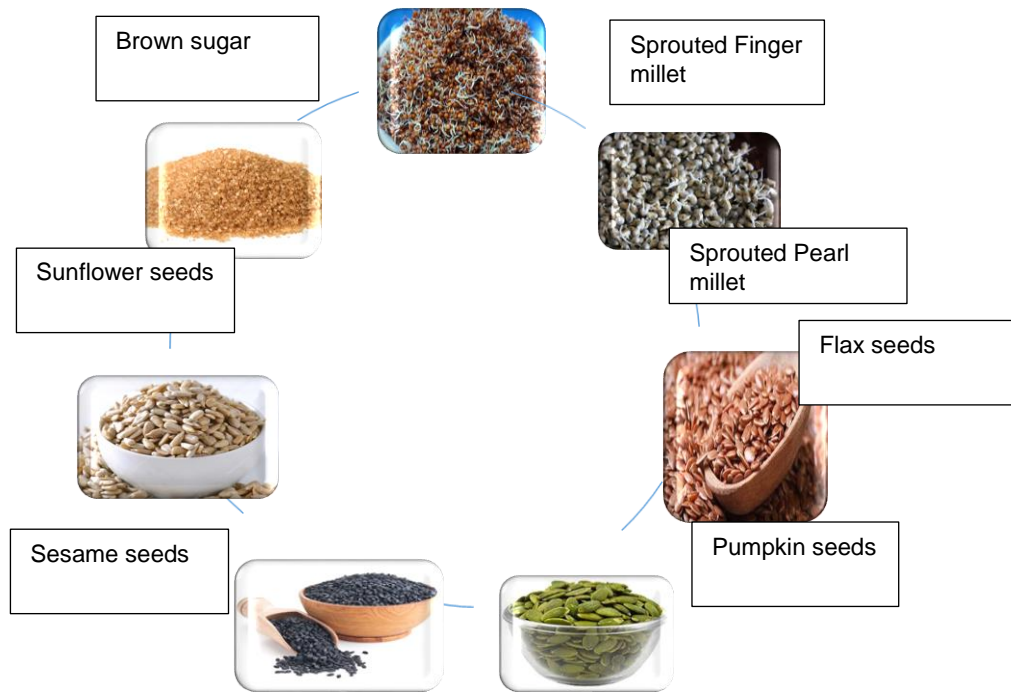 Brown sugar
Sprouted Finger
millet
Sunflower seeds
Sprouted Pearl
millet
Flax seeds
Sesame seeds
Pumpkin seeds